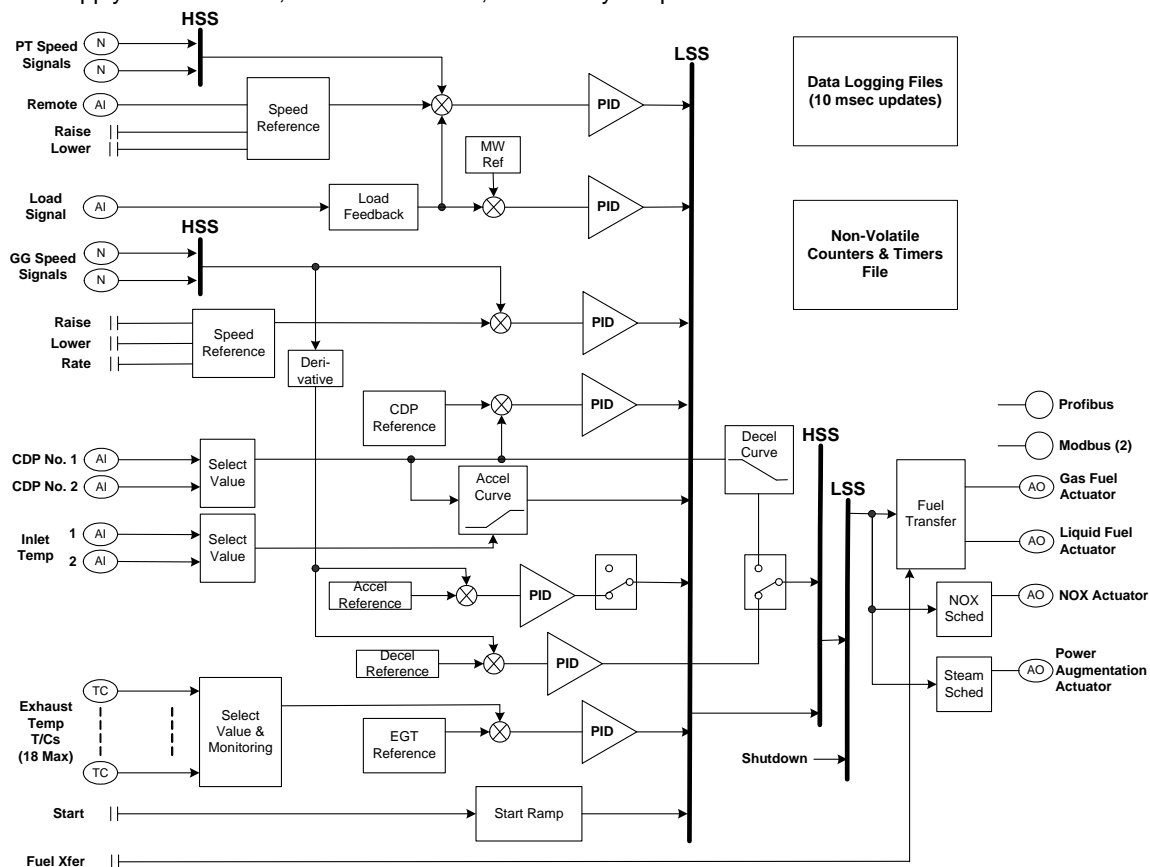 HSS
PT Speed
Signals
N
N
Remote
AI
Raise
Lower
Speed
Reference
PID
LSS
Data Logging Files
(10 msec updates)
MW
Ref
Load
Signal
AI
Load
Feedback
PID
Non-Volatile
Counters & Timers
File
HSS
GG Speed
Signals
N
N
Raise
Lower
Rate
Speed
Reference
PID
Deri-
vative
CDP
Reference
PID
CDP No. 1
AI
CDP No. 2
AI
Select
Value
Accel
Curve
Decel
Curve
HSS
LSS
Profibus
Modbus (2)
Fuel
Transfer
AO
Gas Fuel
Actuator
AO
Liquid Fuel
Actuator
Inlet
Temp
1
AI
2
AI
Select
Value
Accel
Reference
PID
NOX
Sched
AO
NOX Actuator
Decel
Reference
PID
Steam
Sched
AO
Power
Augmentation
Actuator
Exhaust
Temp
T/Cs
(18 Max)
TC
TC
Select
Value &
Monitoring
EGT
Reference
PID
Shutdown
Start
Start Ramp
Fuel Xfer